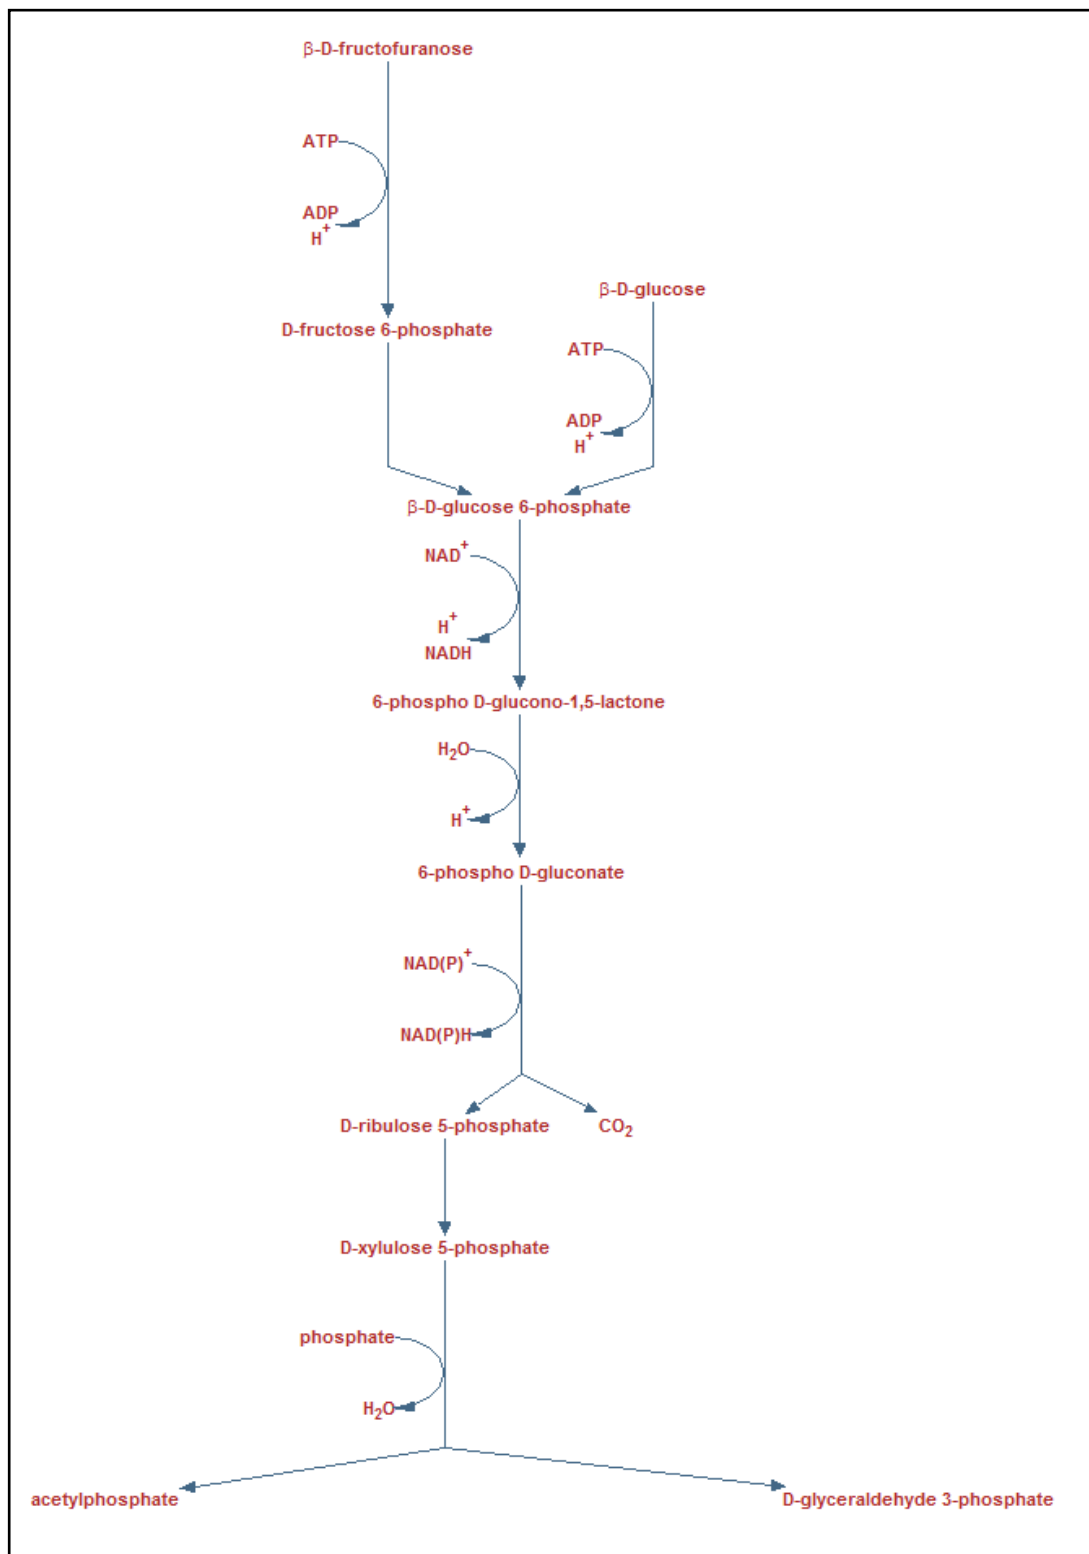 β-D-fructofuranose
ATP
ADP
H⁺
β-D-glucose
D-fructose 6-phosphate
ATP
ADP
H⁺
β-D-glucose 6-phosphate
NAD⁺
H⁺
NADH
6-phospho D-glucono-1,5-lactone
H₂O
H⁺
6-phospho D-gluconate
NAD(P)⁺
NAD(P)H
D-ribulose 5-phosphate
CO₂
D-xylulose 5-phosphate
phosphate
H₂O
acetylphosphate
D-glyceraldehyde 3-phosphate